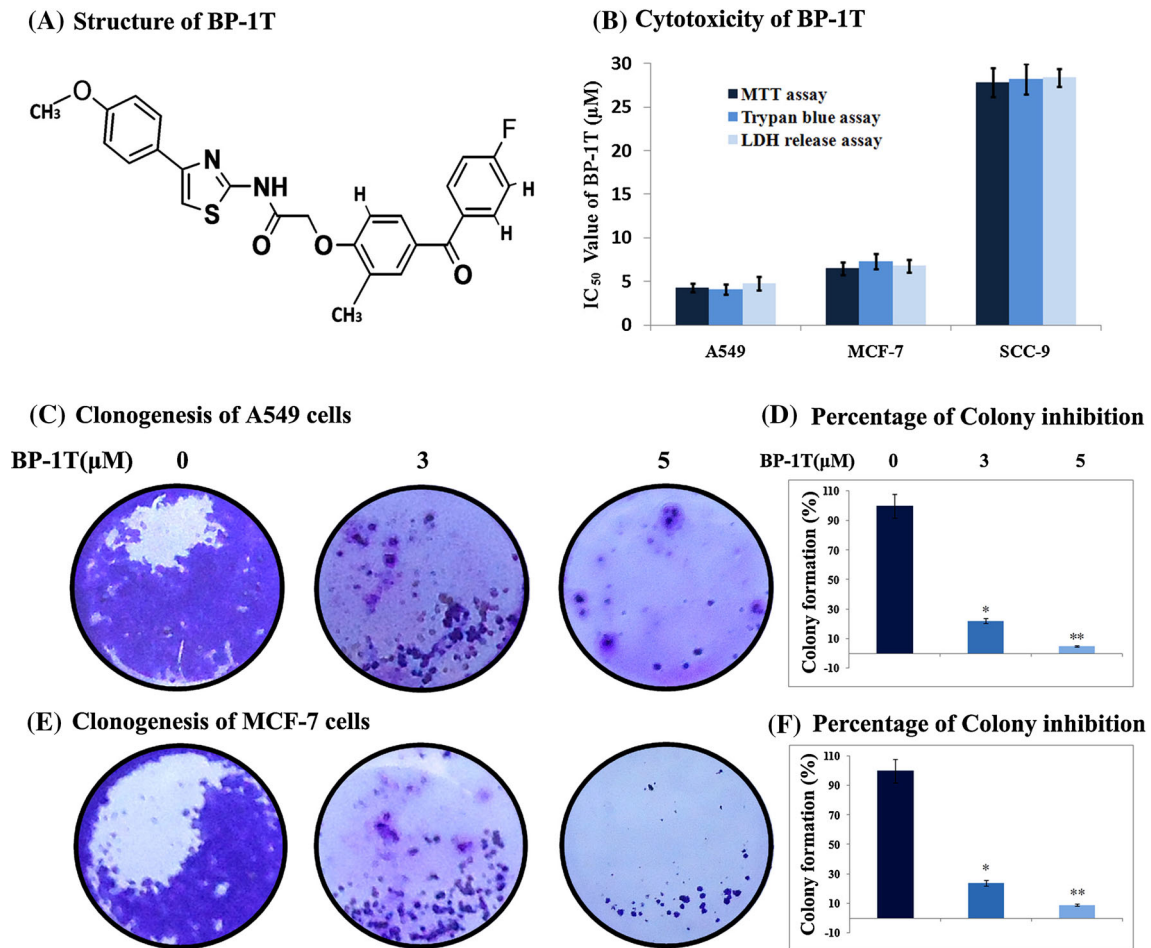 (A) Structure of BP-1T
O
CH₃
N
S
NH
O
O
H
CH₃
F
H
H
O
(B) Cytotoxicity of BP-1T
IC₅₀ Value of BP-1T (μM)
30
25
20
15
10
5
0
MTT assay
Trypan blue assay
LDH release assay
A549 MCF-7 SCC-9
(C) Clonogenesis of A549 cells
BP-1T(μM) 0 3 5
(D) Percentage of Colony inhibition
BP-1T(μM) 0 3 5
Colony formation (%)
110
90
70
50
30
10
-10
*
**
(E) Clonogenesis of MCF-7 cells
(F) Percentage of Colony inhibition
Colony formation (%)
110
90
70
50
30
10
-10
*
**